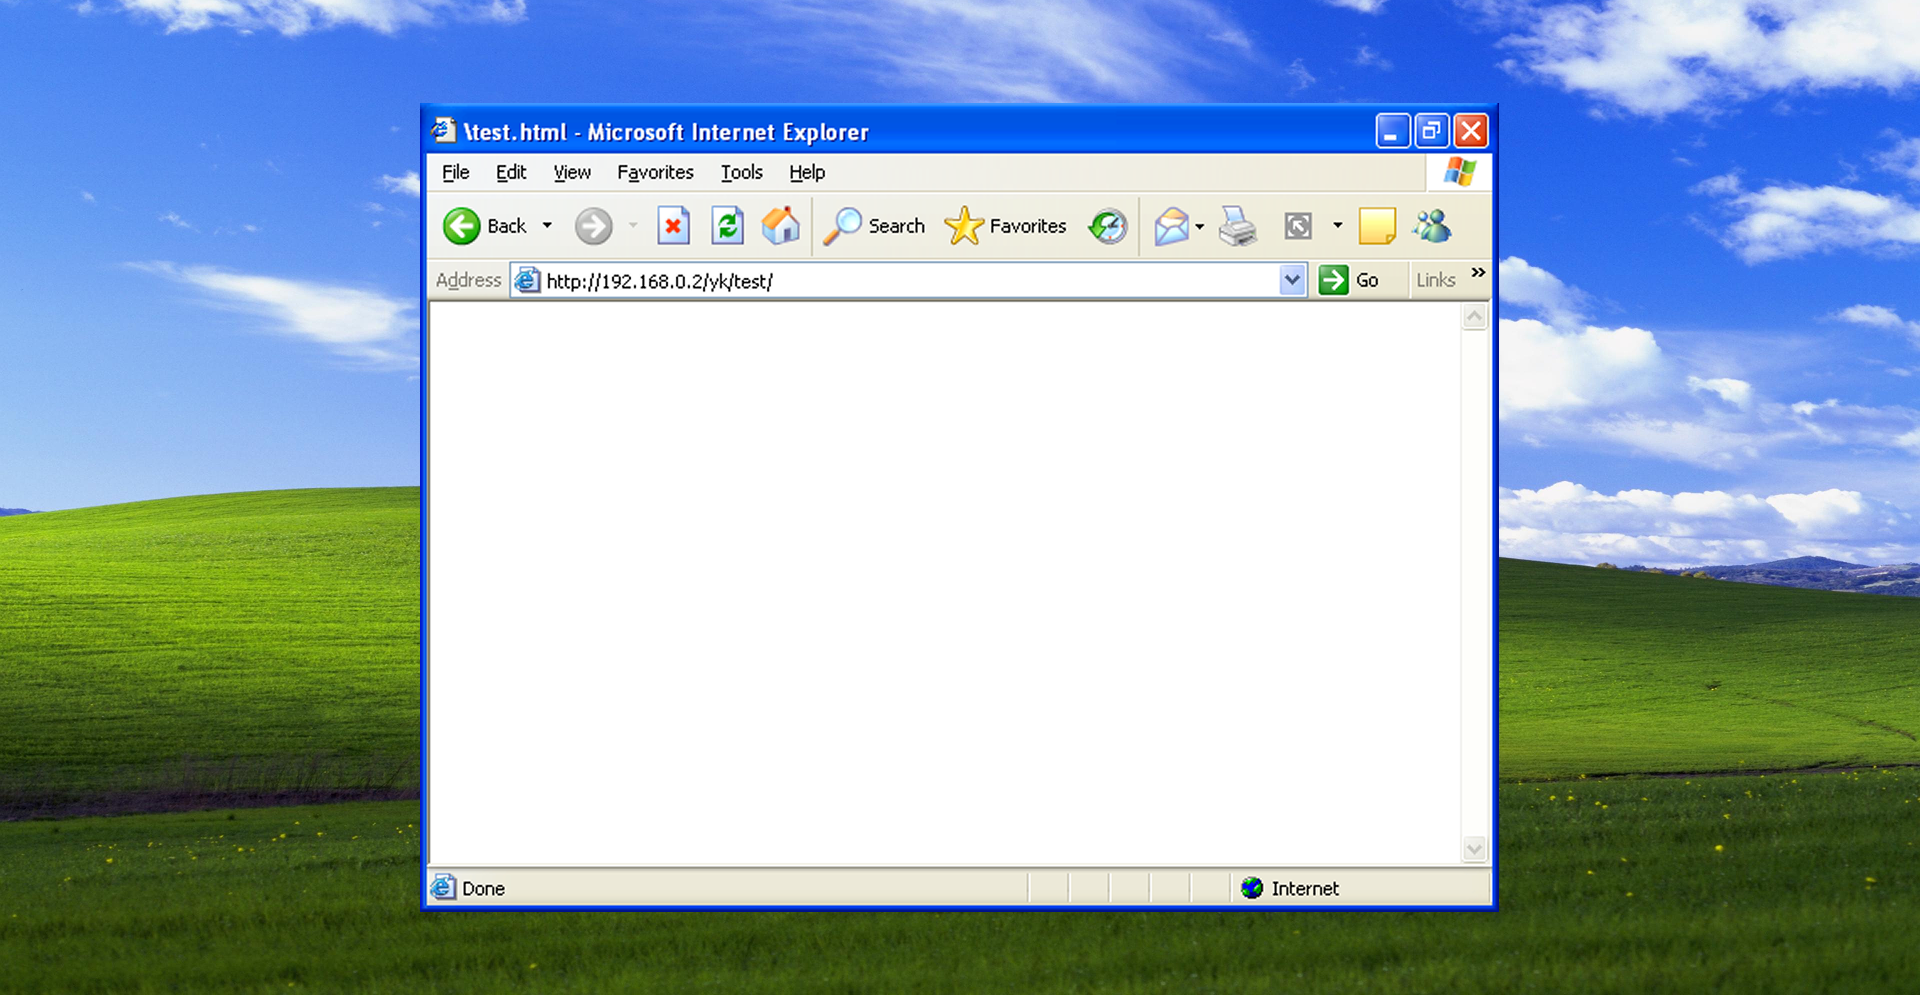 \test.html - Microsoft Internet Explorer
File Edit View Favorites Tools Help
Back Search Favorites
Address http://192.168.0.2/yk/test/ Go Links »
Done Internet